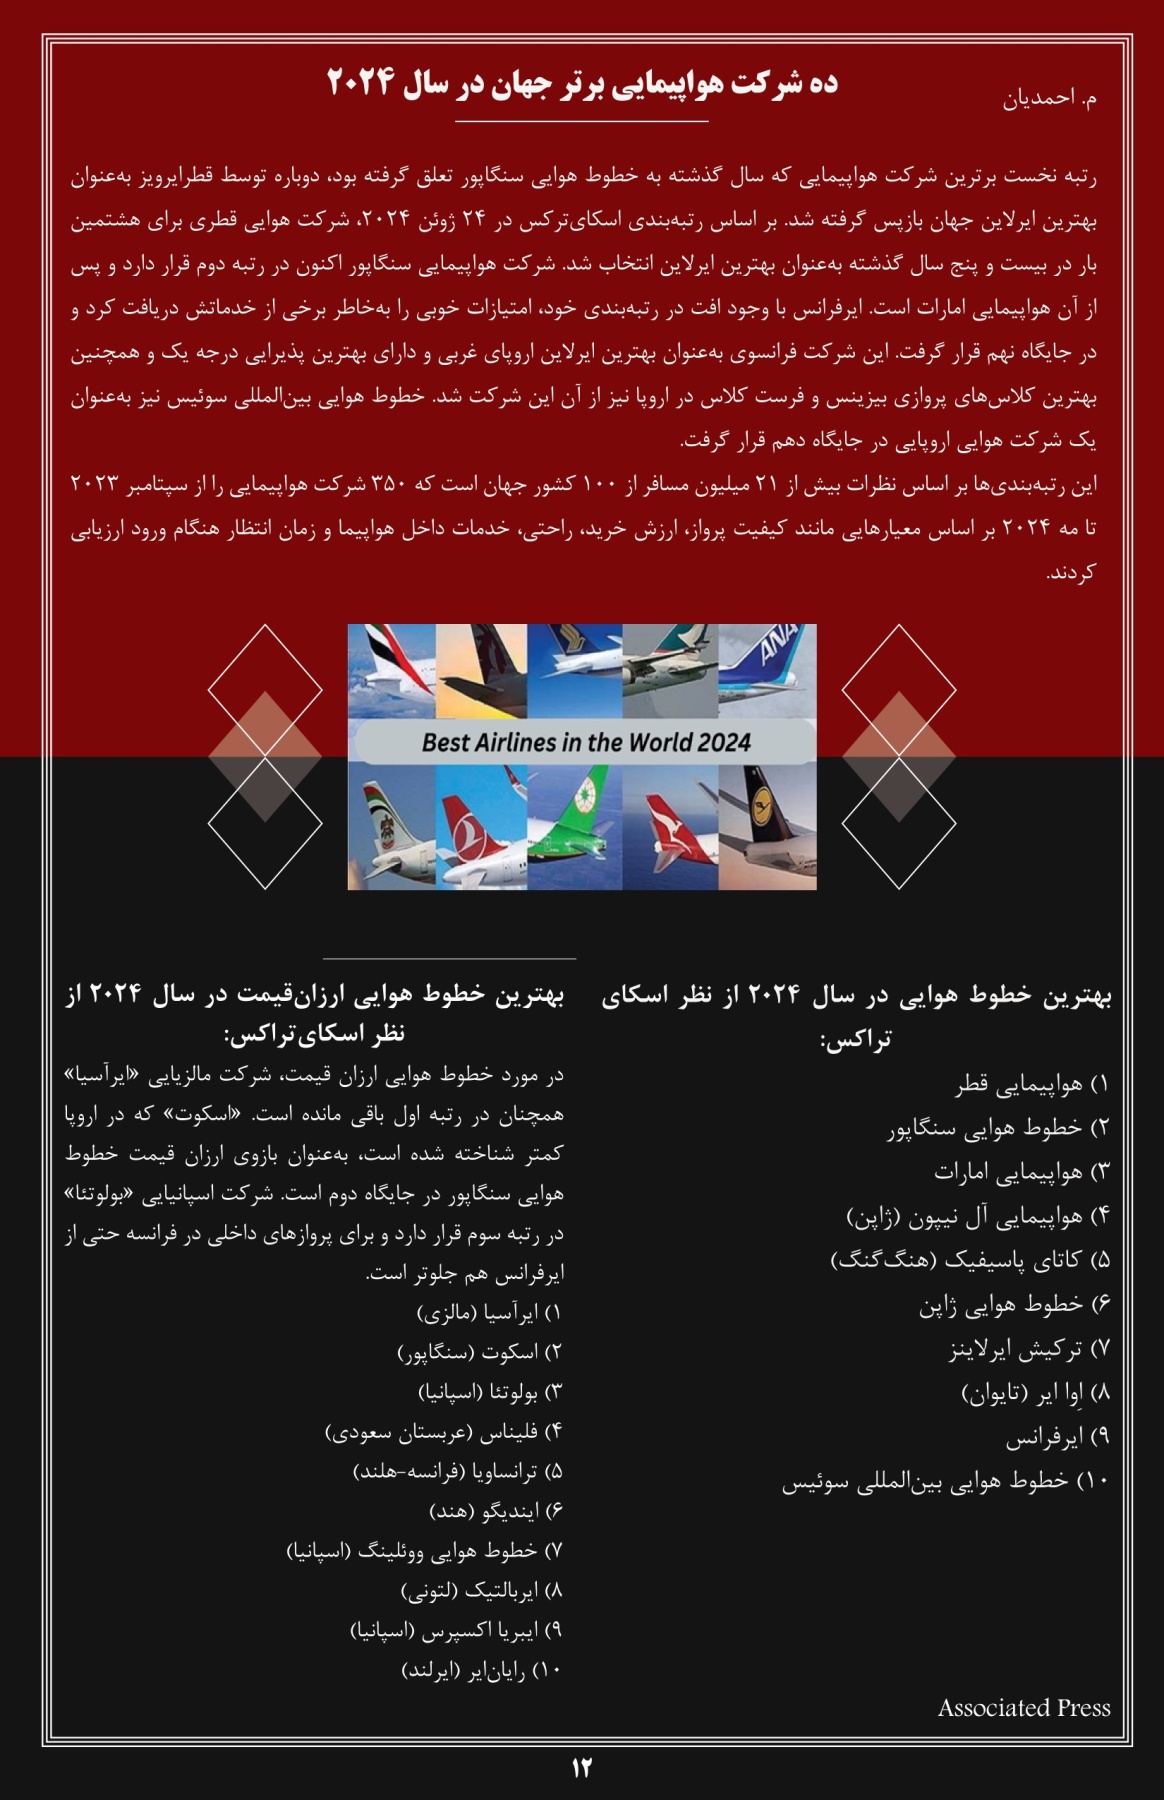 ده شرکت هواپیمایی برتر جهان در سال ۲۰۲۴
م. احمدیان
رتبه نخست برترین شرکت هواپیمایی که سال گذشته به خطوط هوایی سنگاپور تعلق گرفته بود، دوباره توسط قطرایرویز به‌عنوان
بهترین ایرلاین جهان بازپس گرفته شد. بر اساس رتبه‌بندی اسکای‌ترکس در ۲۴ ژوئن ۲۰۲۴، شرکت هوایی قطری برای هشتمین
بار در بیست و پنج سال گذشته به‌عنوان بهترین ایرلاین انتخاب شد. شرکت هواپیمایی سنگاپور اکنون در رتبه دوم قرار دارد و پس
از آن هواپیمایی امارات است. ایرفرانس با وجود افت در رتبه‌بندی خود، امتیازات خوبی را به‌خاطر برخی از خدماتش دریافت کرد و
در جایگاه نهم قرار گرفت. این شرکت فرانسوی به‌عنوان بهترین ایرلاین اروپای غربی و دارای بهترین پذیرایی درجه یک و همچنین
بهترین کلاس‌های پروازی بیزینس و فرست کلاس در اروپا نیز از آن این شرکت شد. خطوط هوایی بین‌المللی سوئیس نیز به‌عنوان
یک شرکت هوایی اروپایی در جایگاه دهم قرار گرفت.
این رتبه‌بندی‌ها بر اساس نظرات بیش از ۲۱ میلیون مسافر از ۱۰۰ کشور جهان است که ۳۵۰ شرکت هواپیمایی را از سپتامبر ۲۰۲۳
تا مه ۲۰۲۴ بر اساس معیارهایی مانند کیفیت پرواز، ارزش خرید، راحتی، خدمات داخل هواپیما و زمان انتظار هنگام ورود ارزیابی
کردند.
ANA
Best Airlines in the World 2024
بهترین خطوط هوایی در سال ۲۰۲۴ از نظر اسکای
تراکس:
۱) هواپیمایی قطر
۲) خطوط هوایی سنگاپور
۳) هواپیمایی امارات
۴) هواپیمایی آل نیپون (ژاپن)
۵) کاتای پاسیفیک (هنگ‌گنگ)
۶) خطوط هوایی ژاپن
۷) ترکیش ایرلاینز
۸) اِوا ایر (تایوان)
۹) ایرفرانس
۱۰) خطوط هوایی بین‌المللی سوئیس
Associated Press
بهترین خطوط هوایی ارزان‌قیمت در سال ۲۰۲۴ از
نظر اسکای‌تراکس:
در مورد خطوط هوایی ارزان قیمت، شرکت مالزیایی «ایرآسیا»
همچنان در رتبه اول باقی مانده است. «اسکوت» که در اروپا
کمتر شناخته شده است، به‌عنوان بازوی ارزان قیمت خطوط
هوایی سنگاپور در جایگاه دوم است. شرکت اسپانیایی «بولوتئا»
در رتبه سوم قرار دارد و برای پروازهای داخلی در فرانسه حتی از
ایرفرانس هم جلوتر است.
۱) ایرآسیا (مالزی)
۲) اسکوت (سنگاپور)
۳) بولوتئا (اسپانیا)
۴) فلیناس (عربستان سعودی)
۵) ترانساویا (فرانسه-هلند)
۶) ایندیگو (هند)
۷) خطوط هوایی ووئلینگ (اسپانیا)
۸) ایربالتیک (لتونی)
۹) ایبریا اکسپرس (اسپانیا)
۱۰) رایان‌ایر (ایرلند)
۱۲